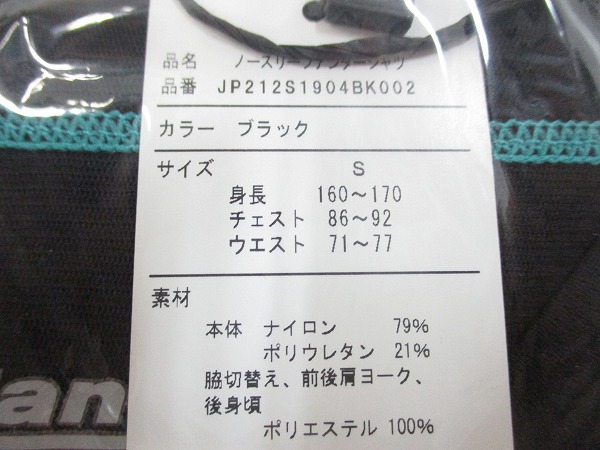 品名 ノースリーブアンダーシャツ
品番 JP212S1904BK002
カラー ブラック
サイズ S
身長 160〜170
チェスト 86〜92
ウエスト 71〜77
素材
本体 ナイロン 79%
ポリウレタン 21%
脇切替え、前後肩ヨーク、
後身頃
ポリエステル 100%
an